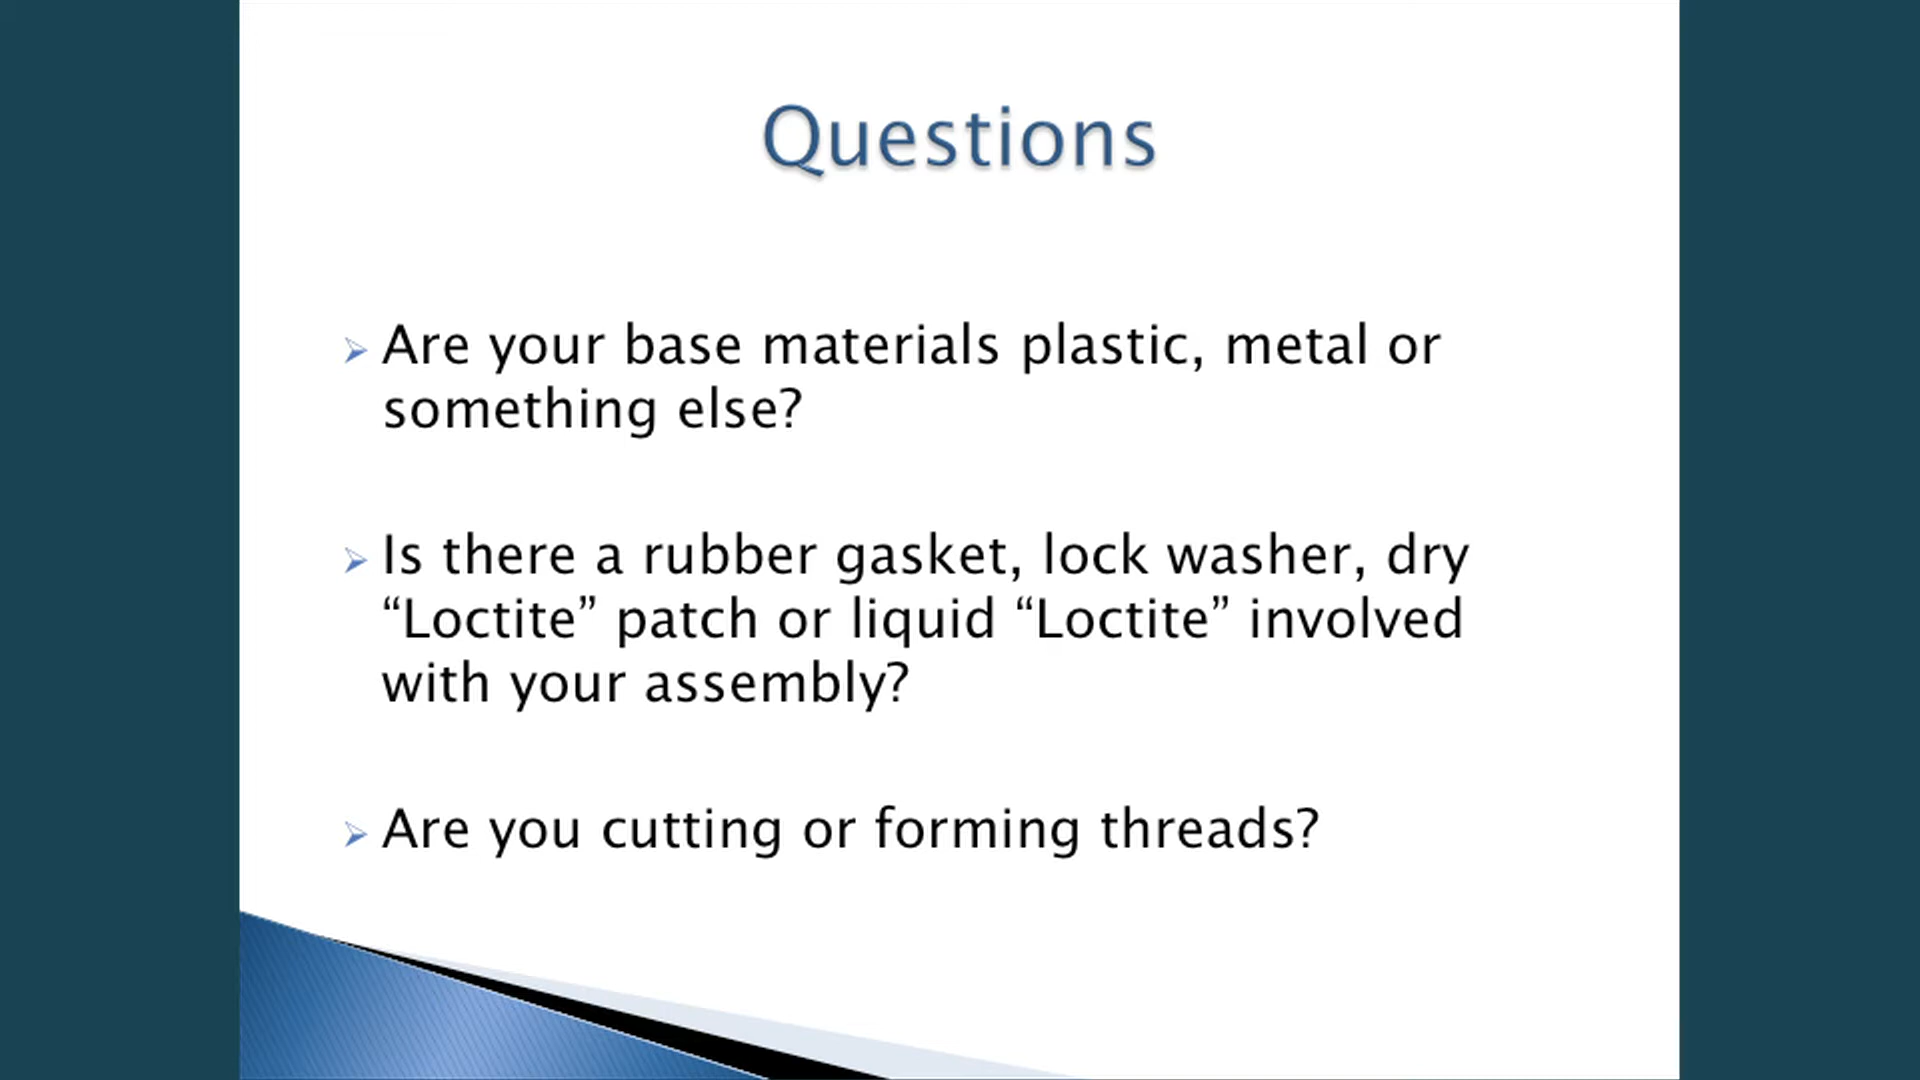 Questions
Are your base materials plastic, metal or
something else?
Is there a rubber gasket, lock washer, dry
“Loctite” patch or liquid “Loctite” involved
with your assembly?
Are you cutting or forming threads?